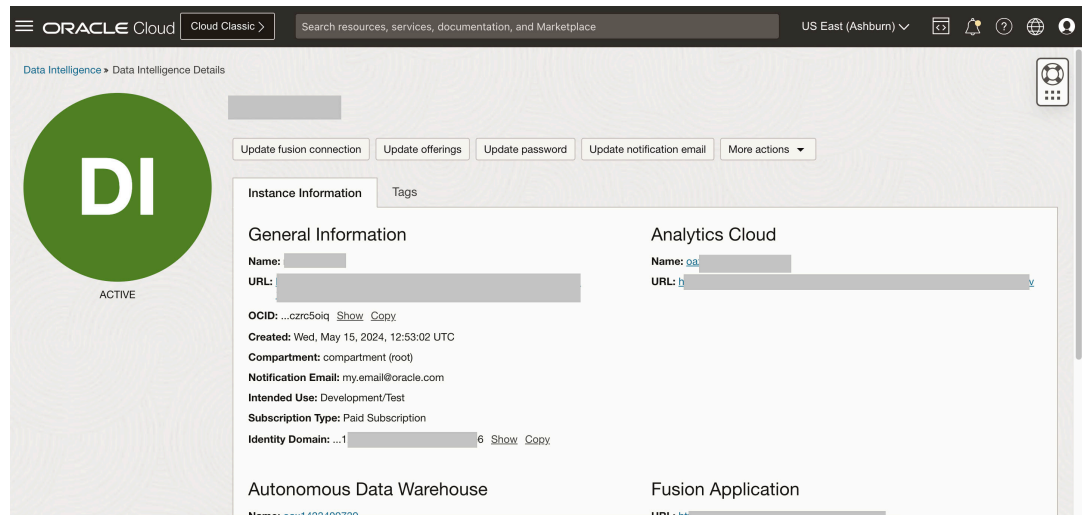 ORACLE Cloud Cloud Classic > Search resources, services, documentation, and Marketplace US East (Ashburn)
Data Intelligence » Data Intelligence Details
DI
ACTIVE
Update fusion connection Update offerings Update password Update notification email More actions
Instance Information Tags
General Information
Name:
URL:
OCID: ...czrc5oiq Show Copy
Created: Wed, May 15, 2024, 12:53:02 UTC
Compartment: compartment (root)
Notification Email: my.email@oracle.com
Intended Use: Development/Test
Subscription Type: Paid Subscription
Identity Domain: ...1 6 Show Copy
Analytics Cloud
Name: oa
URL: h v
Autonomous Data Warehouse
Name:
Fusion Application
URL: ht